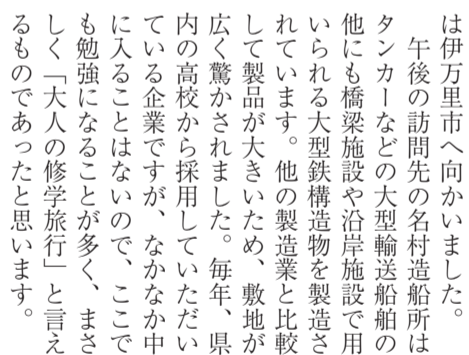 は伊万里市へ向かいました。
　午後の訪問先の名村造船所は
タンカーなどの大型輸送船舶の
他にも橋梁施設や沿岸施設で用
いられる大型鉄構造物を製造さ
れています。他の製造業と比較
して製品が大きいため、敷地が
広く驚かされました。毎年、県
内の高校から採用していただい
ている企業ですが、なかなか中
に入ることはないので、ここで
も勉強になることが多く、まさ
しく「大人の修学旅行」と言え
るものであったと思います。